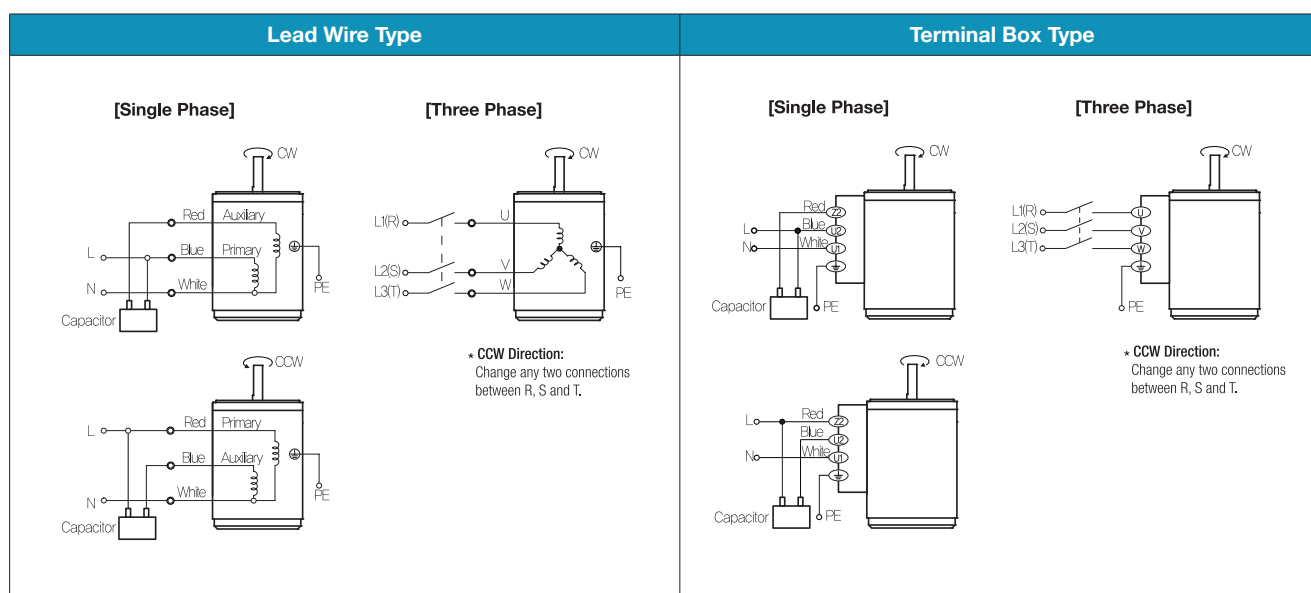 Lead Wire Type
Terminal Box Type
[Single Phase]
[Three Phase]
CW
Red
Auxiliary
L
Blue
Primary
N
White
PE
Capacitor
CW
L1(R)
U
L2(S)
V
L3(T)
W
PE
CCW
L
Red
Primary
Blue
Auxiliary
N
White
PE
Capacitor
* CCW Direction:
Change any two connections
between R, S and T.
[Single Phase]
[Three Phase]
CW
Red
Z2
L
Blue
U2
N
White
U1
Capacitor
PE
CW
L1(R)
U
L2(S)
V
L3(T)
W
PE
CCW
L
Red
Z2
Blue
U2
N
White
U1
Capacitor
PE
* CCW Direction:
Change any two connections
between R, S and T.